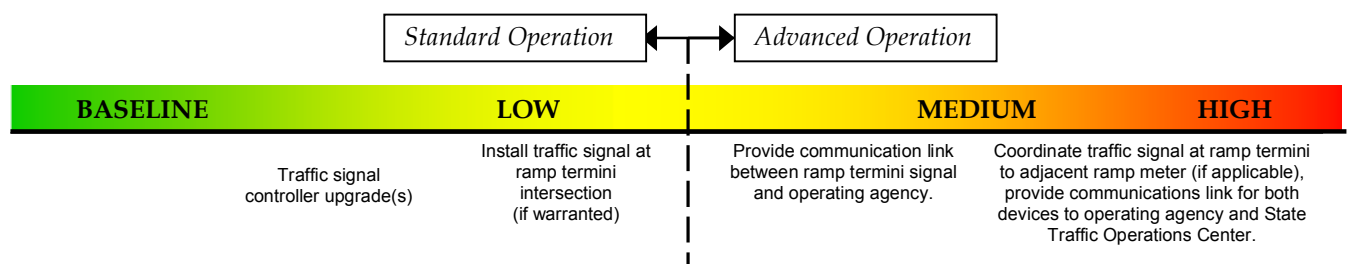 Standard Operation
Advanced Operation
BASELINE
LOW
MEDIUM
HIGH
Traffic signal
controller upgrade(s)
Install traffic signal at
ramp termini
intersection
(if warranted)
Provide communication link
between ramp termini signal
and operating agency.
Coordinate traffic signal at ramp termini
to adjacent ramp meter (if applicable),
provide communications link for both
devices to operating agency and State
Traffic Operations Center.